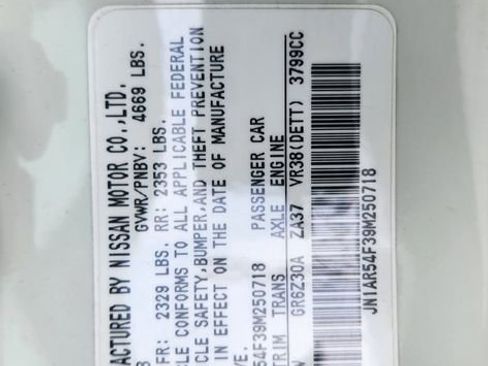 ACTURED BY NISSAN MOTOR CO.,LTD.
GVWR/PNBV: 4669 LBS.
FR: 2329 LBS. RR: 2353 LBS.
CLE CONFORMS TO ALL APPLICABLE FEDERAL
CLE SAFETY,BUMPER,AND THEFT PREVENTION
IN EFFECT ON THE DATE OF MANUFACTURE
VE.
54F39M250718 PASSENGER CAR
TRIM TRANS AXLE ENGINE
GR6Z30A ZA37 VR38(DETT) 3799CC
JN1AR54F39M250718